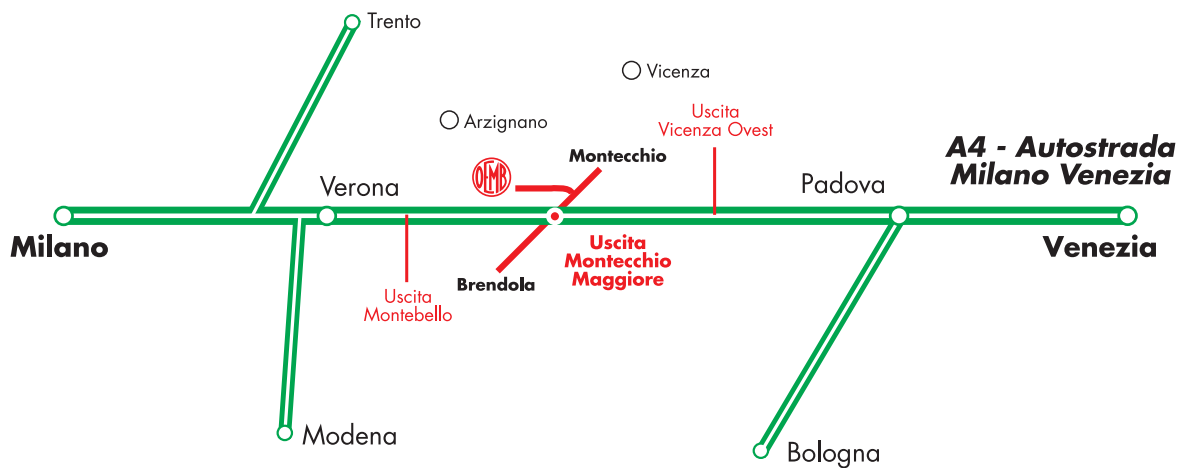 Trento
Vicenza
Arzignano
Uscita
Vicenza Ovest
A4 - Autostrada
Milano Venezia
Montecchio
OEMB
Verona
Padova
Milano
Uscita
Montecchio
Maggiore
Venezia
Brendola
Uscita
Montebello
Modena
Bologna